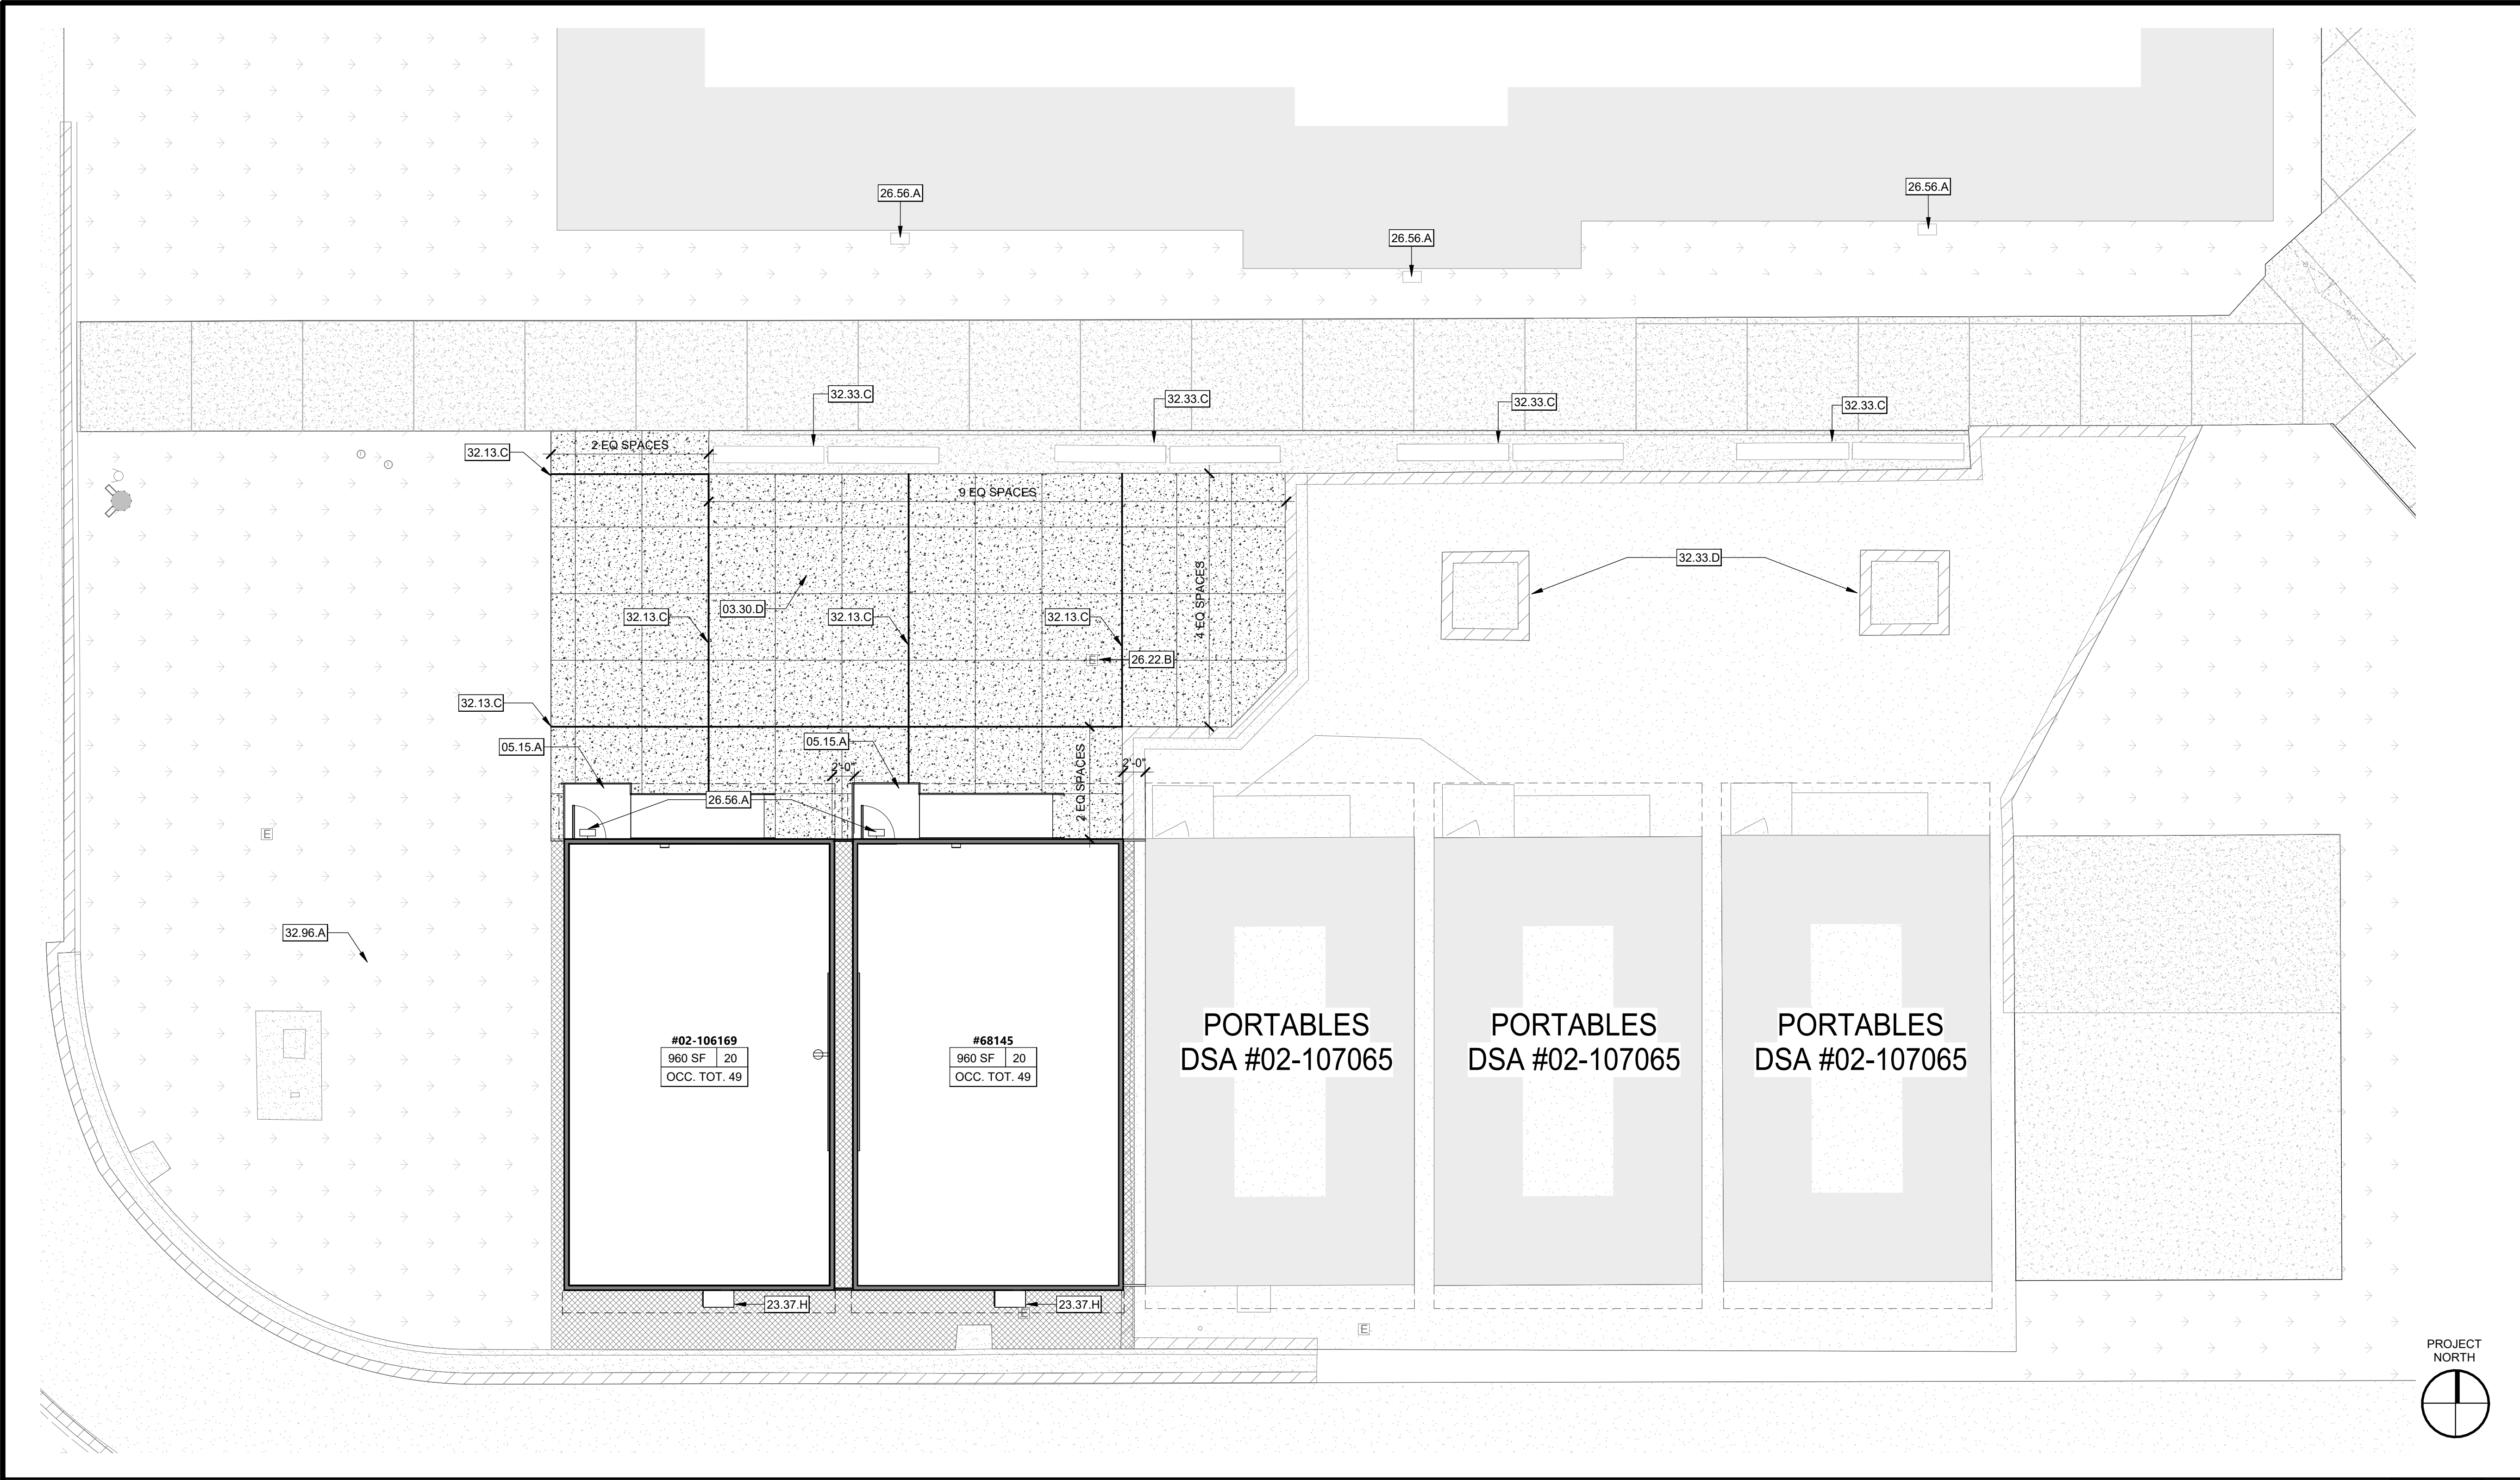 26.56.A
26.56.A
26.56.A
32.33.C
32.33.C
32.33.C
32.33.C
2 EQ SPACES
32.13.C
9 EQ SPACES
32.33.D
4 EQ SPACES
03.30.D
32.13.C
32.13.C
32.13.C
E
26.22.B
32.13.C
05.15.A
05.15.A
2'-0"
2'-0"
2 EQ SPACES
26.56.A
E
32.96.A
#02-106169
960 SF 20
OCC. TOT. 49
#68145
960 SF 20
OCC. TOT. 49
PORTABLES
DSA #02-107065
PORTABLES
DSA #02-107065
PORTABLES
DSA #02-107065
23.37.H
23.37.H
E
E
PROJECT
NORTH